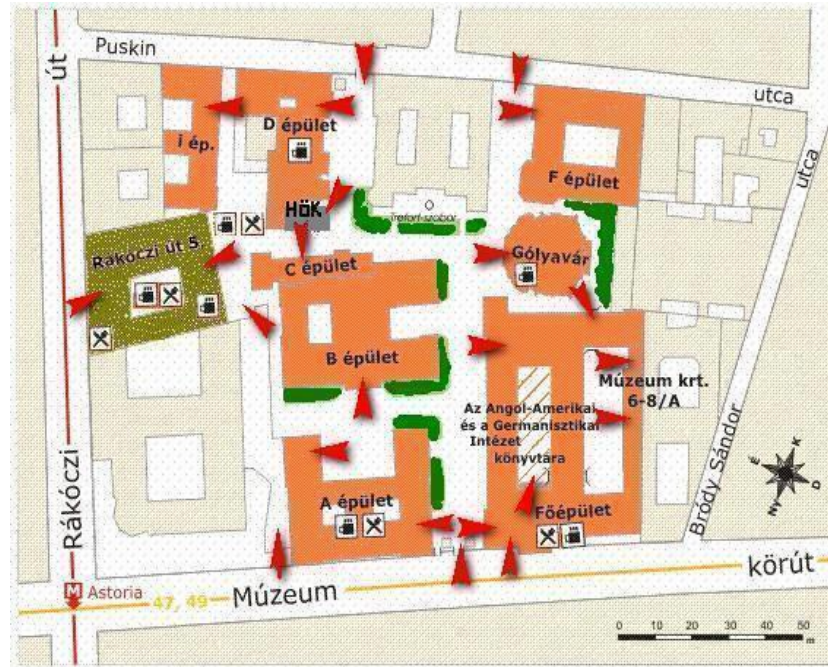 Puskin
utca
út
D épület
i ép.
F épület
HÖK
Trefort-szobor
Rákóczi út 5
Gólyavár
C épület
B épület
Múzeum krt.
6-8/A
Az Angol-Amerikai
és a Germanisztikai
Intézet
könyvtára
utca
Bródy Sándor
É
K
Ny
D
Rákóczi
A épület
Főépület
M Astoria
47, 49
Múzeum
körút
0 10 20 30 40 50
m